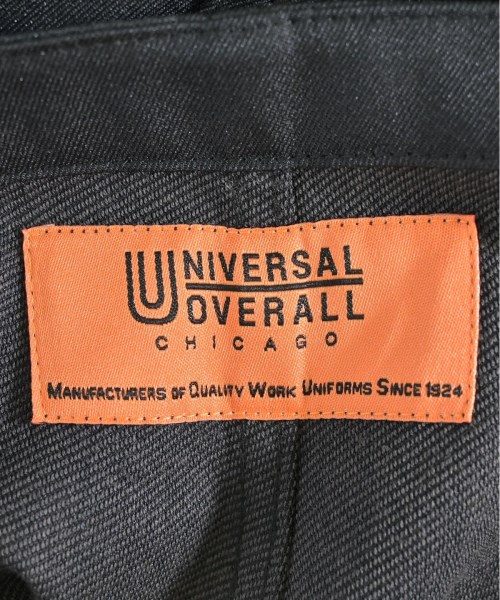 UNIVERSAL
OVERALL
CHICAGO
MANUFACTURERS OF QUALITY WORK UNIFORMS SINCE 1924